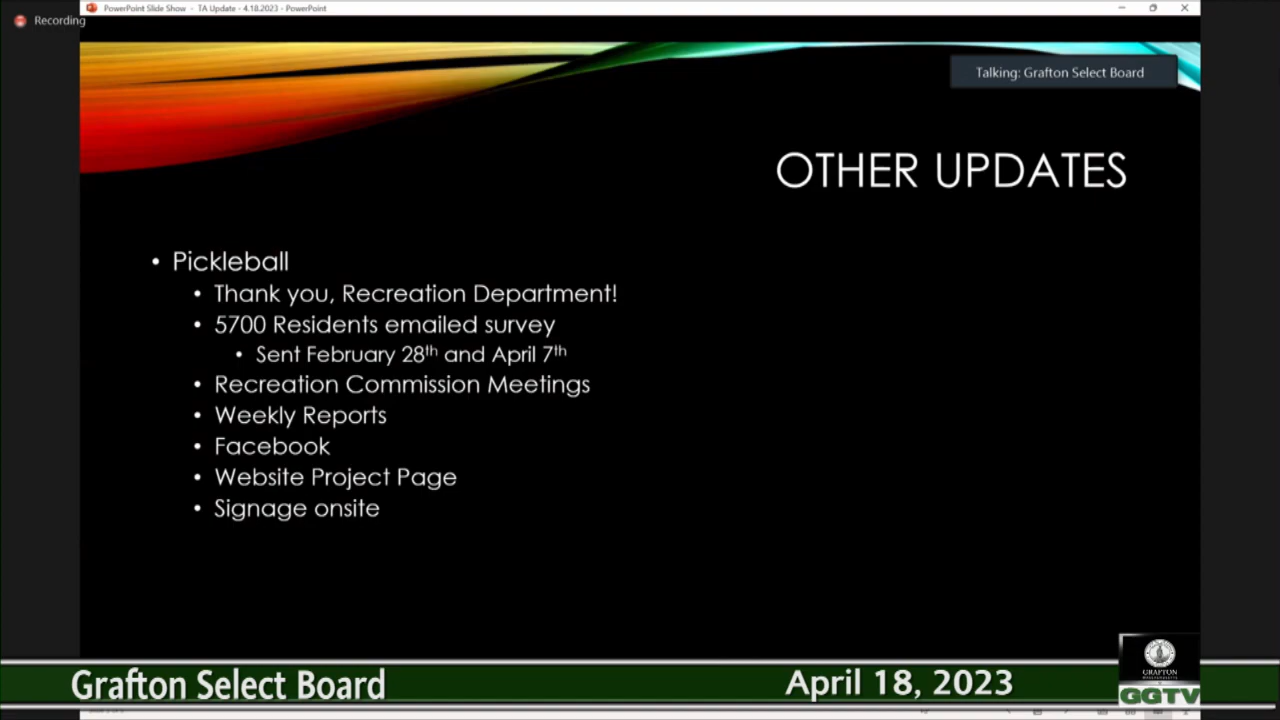 PowerPoint Slide Show - TA Update - 4.18.2023 - PowerPoint
Recording
Talking: Grafton Select Board
OTHER UPDATES
• Pickleball
• Thank you, Recreation Department!
• 5700 Residents emailed survey
• Sent February 28th and April 7th
• Recreation Commission Meetings
• Weekly Reports
• Facebook
• Website Project Page
• Signage onsite
GRAFTON
Grafton Select Board
April 18, 2023
GGTV